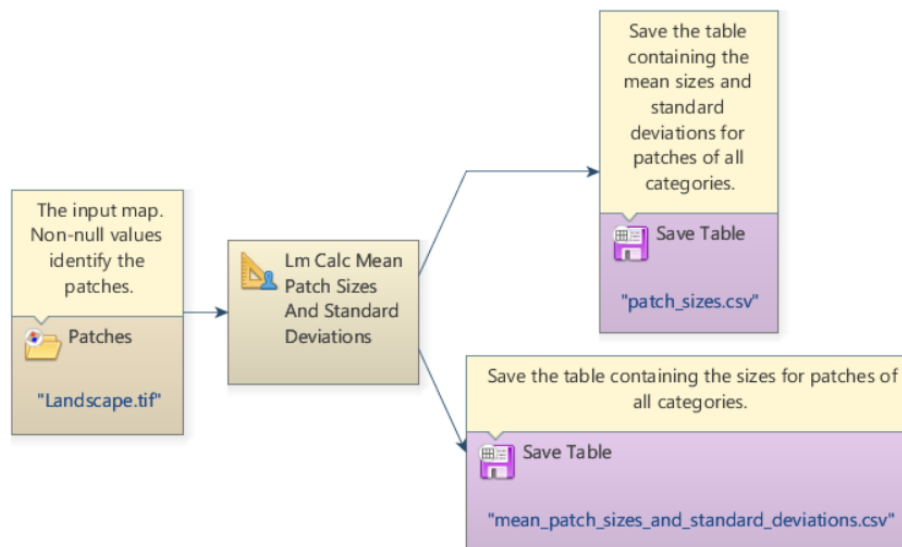 The input map.
Non-null values
identify the
patches.
Patches
"Landscape.tif"
Lm Calc Mean
Patch Sizes
And Standard
Deviations
Save the table
containing the
mean sizes and
standard
deviations for
patches of all
categories.
Save Table
"patch_sizes.csv"
Save the table containing the sizes for patches of
all categories.
Save Table
"mean_patch_sizes_and_standard_deviations.csv"